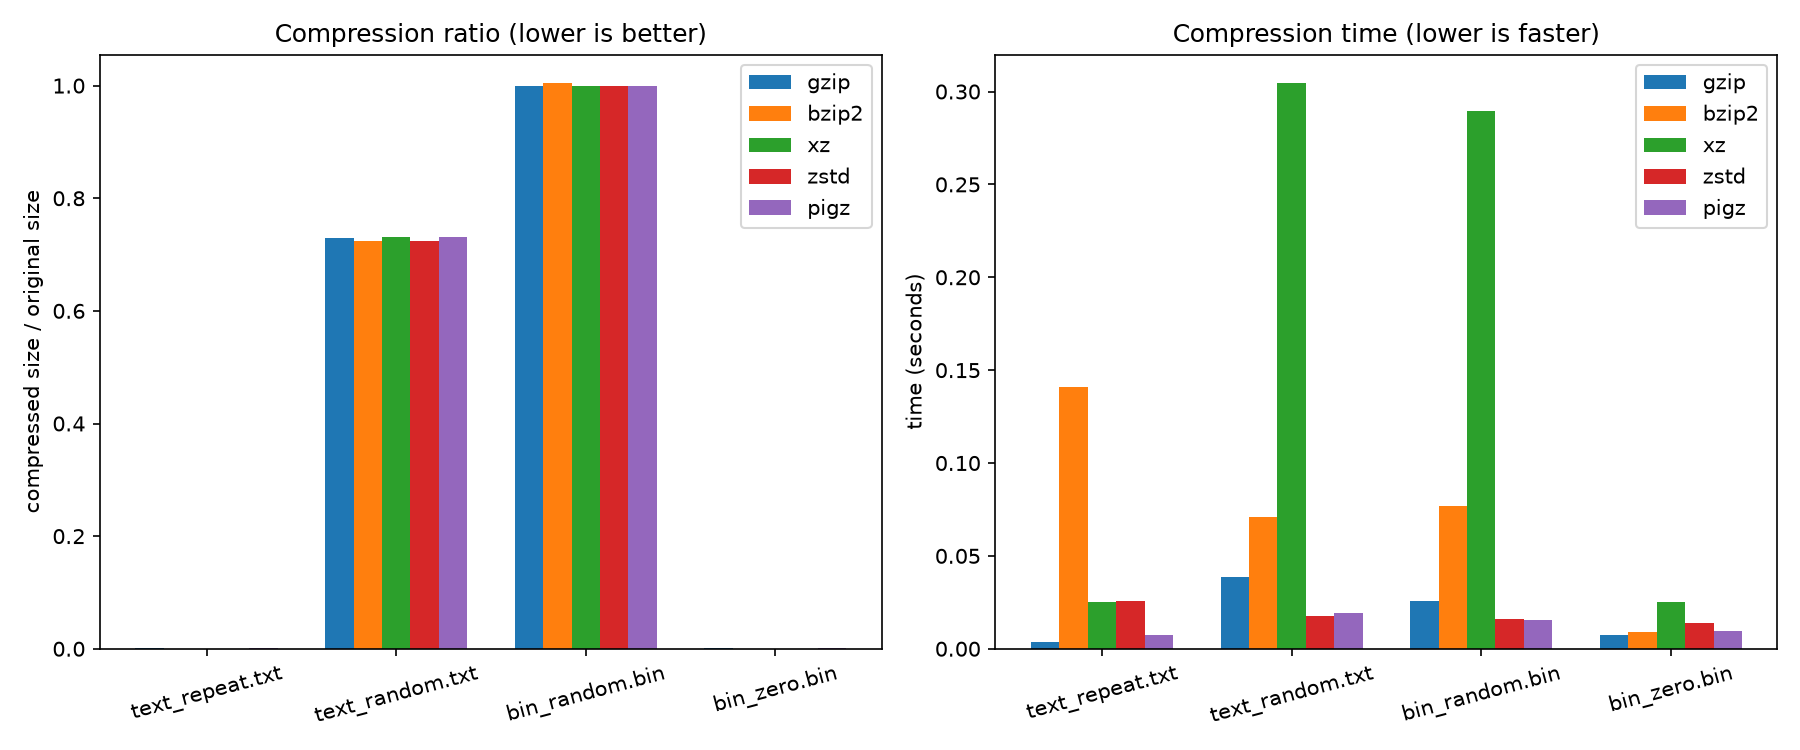 Compression ratio (lower is better)
compressed size / original size
1.0
0.8
0.6
0.4
0.2
0.0
gzip
bzip2
xz
zstd
pigz
text_repeat.txt
text_random.txt
bin_random.bin
bin_zero.bin
Compression time (lower is faster)
time (seconds)
0.30
0.25
0.20
0.15
0.10
0.05
0.00
gzip
bzip2
xz
zstd
pigz
text_repeat.txt
text_random.txt
bin_random.bin
bin_zero.bin